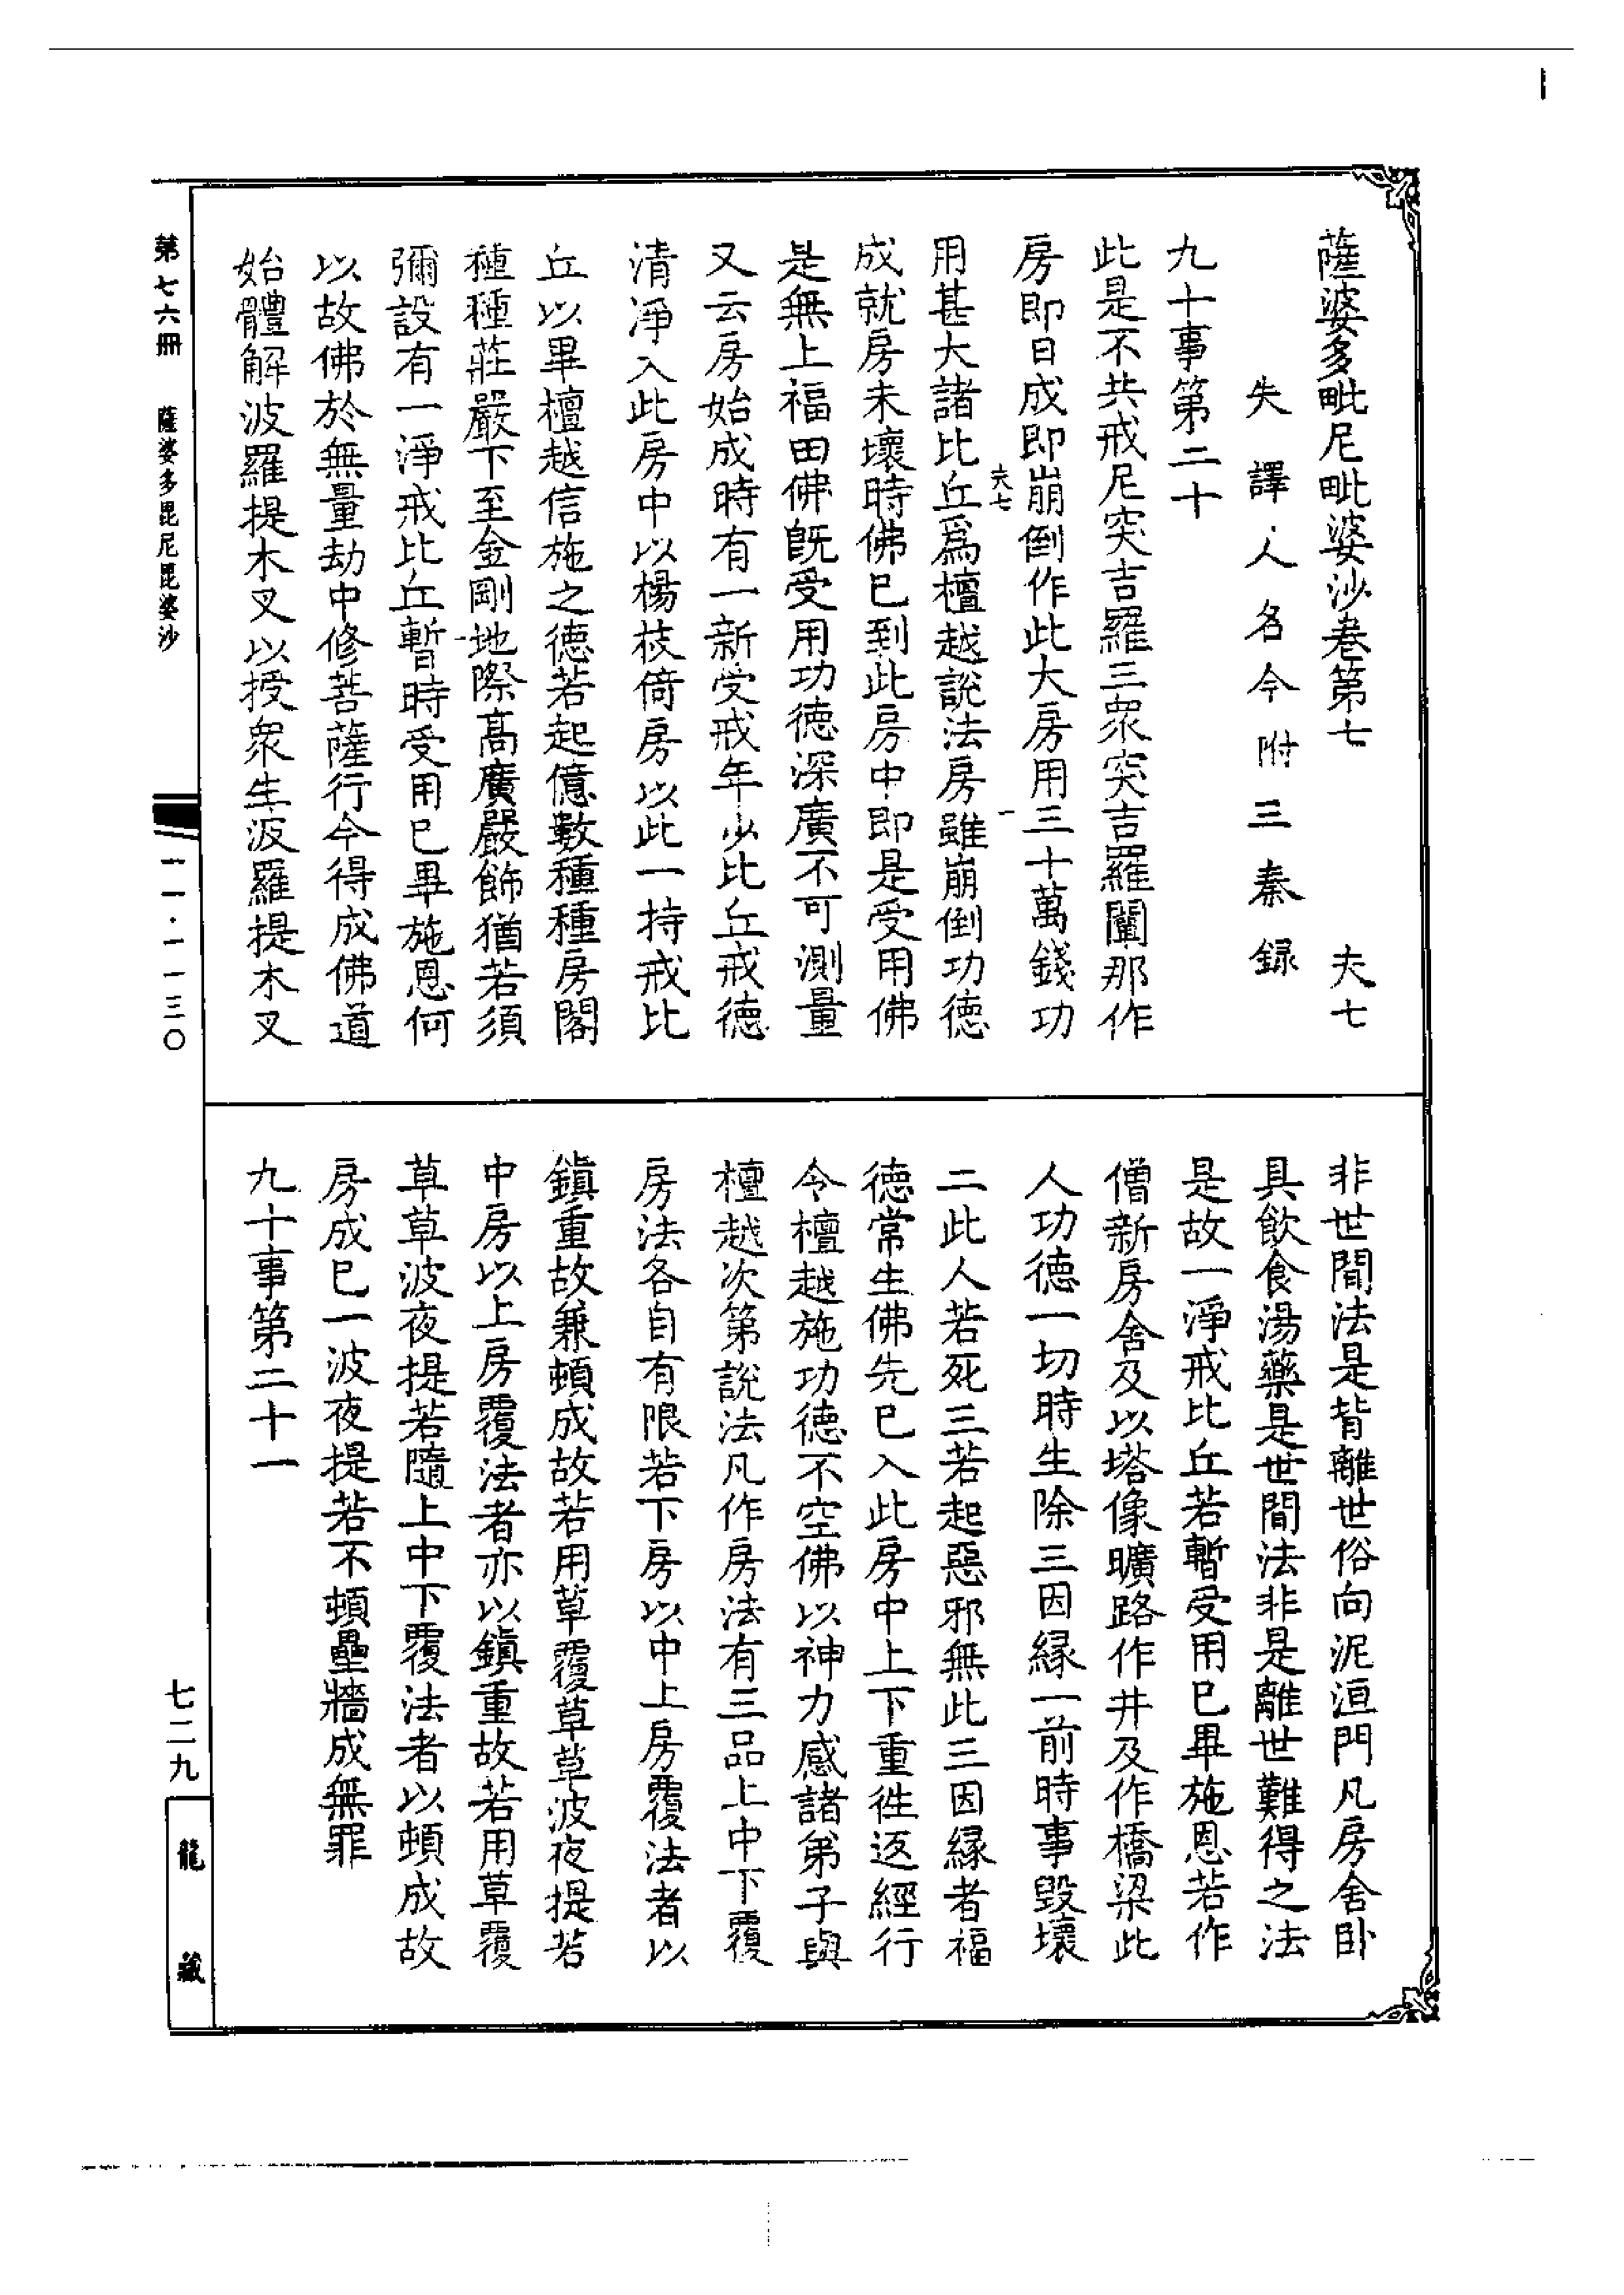 薩婆多毗尼毗婆沙卷第七　夫七
失譯人名今附三秦錄
九十事第二十
此是不共戒尼突吉羅三眾突吉羅闡那作
房即日成即崩倒作此大房用三十萬錢功
夫七
用甚大諸比丘爲檀越說法房雖崩倒功德
成就房未壞時佛已到此房中即是受用佛
是無上福田佛既受用功德深廣不可測量
又云房始成時有一新受戒年少比丘戒德
清淨入此房中以楊枝倚房以此一持戒比
丘以畢檀越信施之德若起億數種種房閣
種種莊嚴下至金剛地際高廣嚴飾猶若須
彌設有一淨戒比丘暫時受用已畢施恩何
以故佛於無量劫中修菩薩行今得成佛道
始體解波羅提木叉以授眾生波羅提木叉
非世間法是背離世俗向泥洹門凡房舍臥
具飲食湯藥是世間法非是離世難得之法
是故一淨戒比丘若暫受用已畢施恩若作
僧新房舍及以塔像曠路作井及作橋梁此
人功德一切時生除三因緣一前時事毀壞
二此人若死三若起惡邪無此三因緣者福
德常生佛先已入此房中上下重徃返經行
令檀越施功德不空佛以神力感諸弟子與
檀越次第說法凡作房法有三品上中下覆
房法各自有限若下房以中上房覆法者以
鎮重故兼頓成故若用草覆草草波夜提若
中房以上房覆法者亦以鎮重故若用草覆
草草波夜提若隨上中下覆法者以頓成故
房成已一波夜提若不頓壘牆成無罪
九十事第二十一
第七六冊　薩婆多毘尼毘婆沙
一一·一一三〇
七二九
龍藏